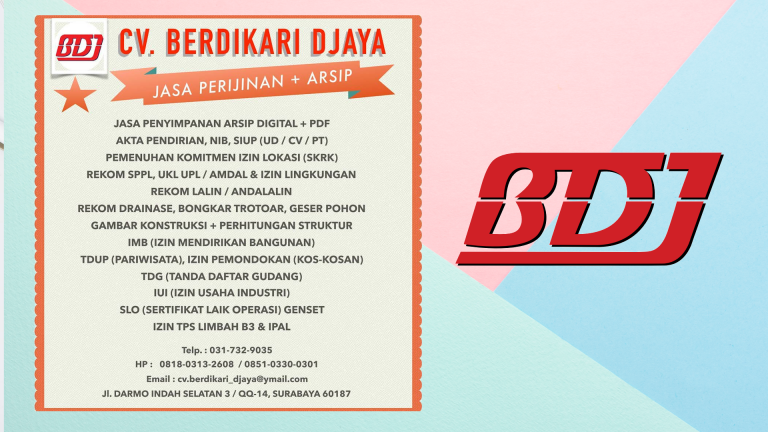 BDJ
CV. BERDIKARI DJAYA
JASA PERIJINAN + ARSIP
JASA PENYIMPANAN ARSIP DIGITAL + PDF
AKTA PENDIRIAN, NIB, SIUP (UD / CV / PT)
PEMENUHAN KOMITMEN IZIN LOKASI (SKRK)
REKOM SPPL, UKL UPL / AMDAL & IZIN LINGKUNGAN
REKOM LALIN / ANDALALIN
REKOM DRAINASE, BONGKAR TROTOAR, GESER POHON
GAMBAR KONSTRUKSI + PERHITUNGAN STRUKTUR
IMB (IZIN MENDIRIKAN BANGUNAN)
TDUP (PARIWISATA), IZIN PEMONDOKAN (KOS-KOSAN)
TDG (TANDA DAFTAR GUDANG)
IUI (IZIN USAHA INDUSTRI)
SLO (SERTIFIKAT LAIK OPERASI) GENSET
IZIN TPS LIMBAH B3 & IPAL
Telp. : 031-732-9035
HP : 0818-0313-2608 / 0851-0330-0301
Email : cv.berdikari_djaya@ymail.com
Jl. DARMO INDAH SELATAN 3 / QQ-14, SURABAYA 60187
BDJ